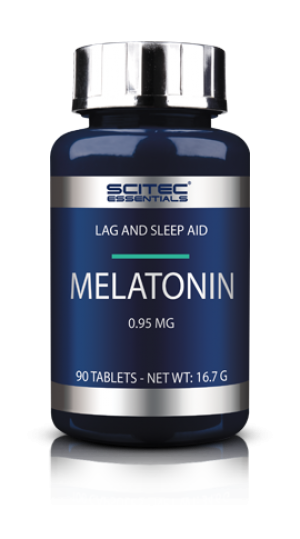 SCITEC
ESSENTIALS
LAG AND SLEEP AID
MELATONIN
0.95 MG
90 TABLETS - NET WT: 16.7 G